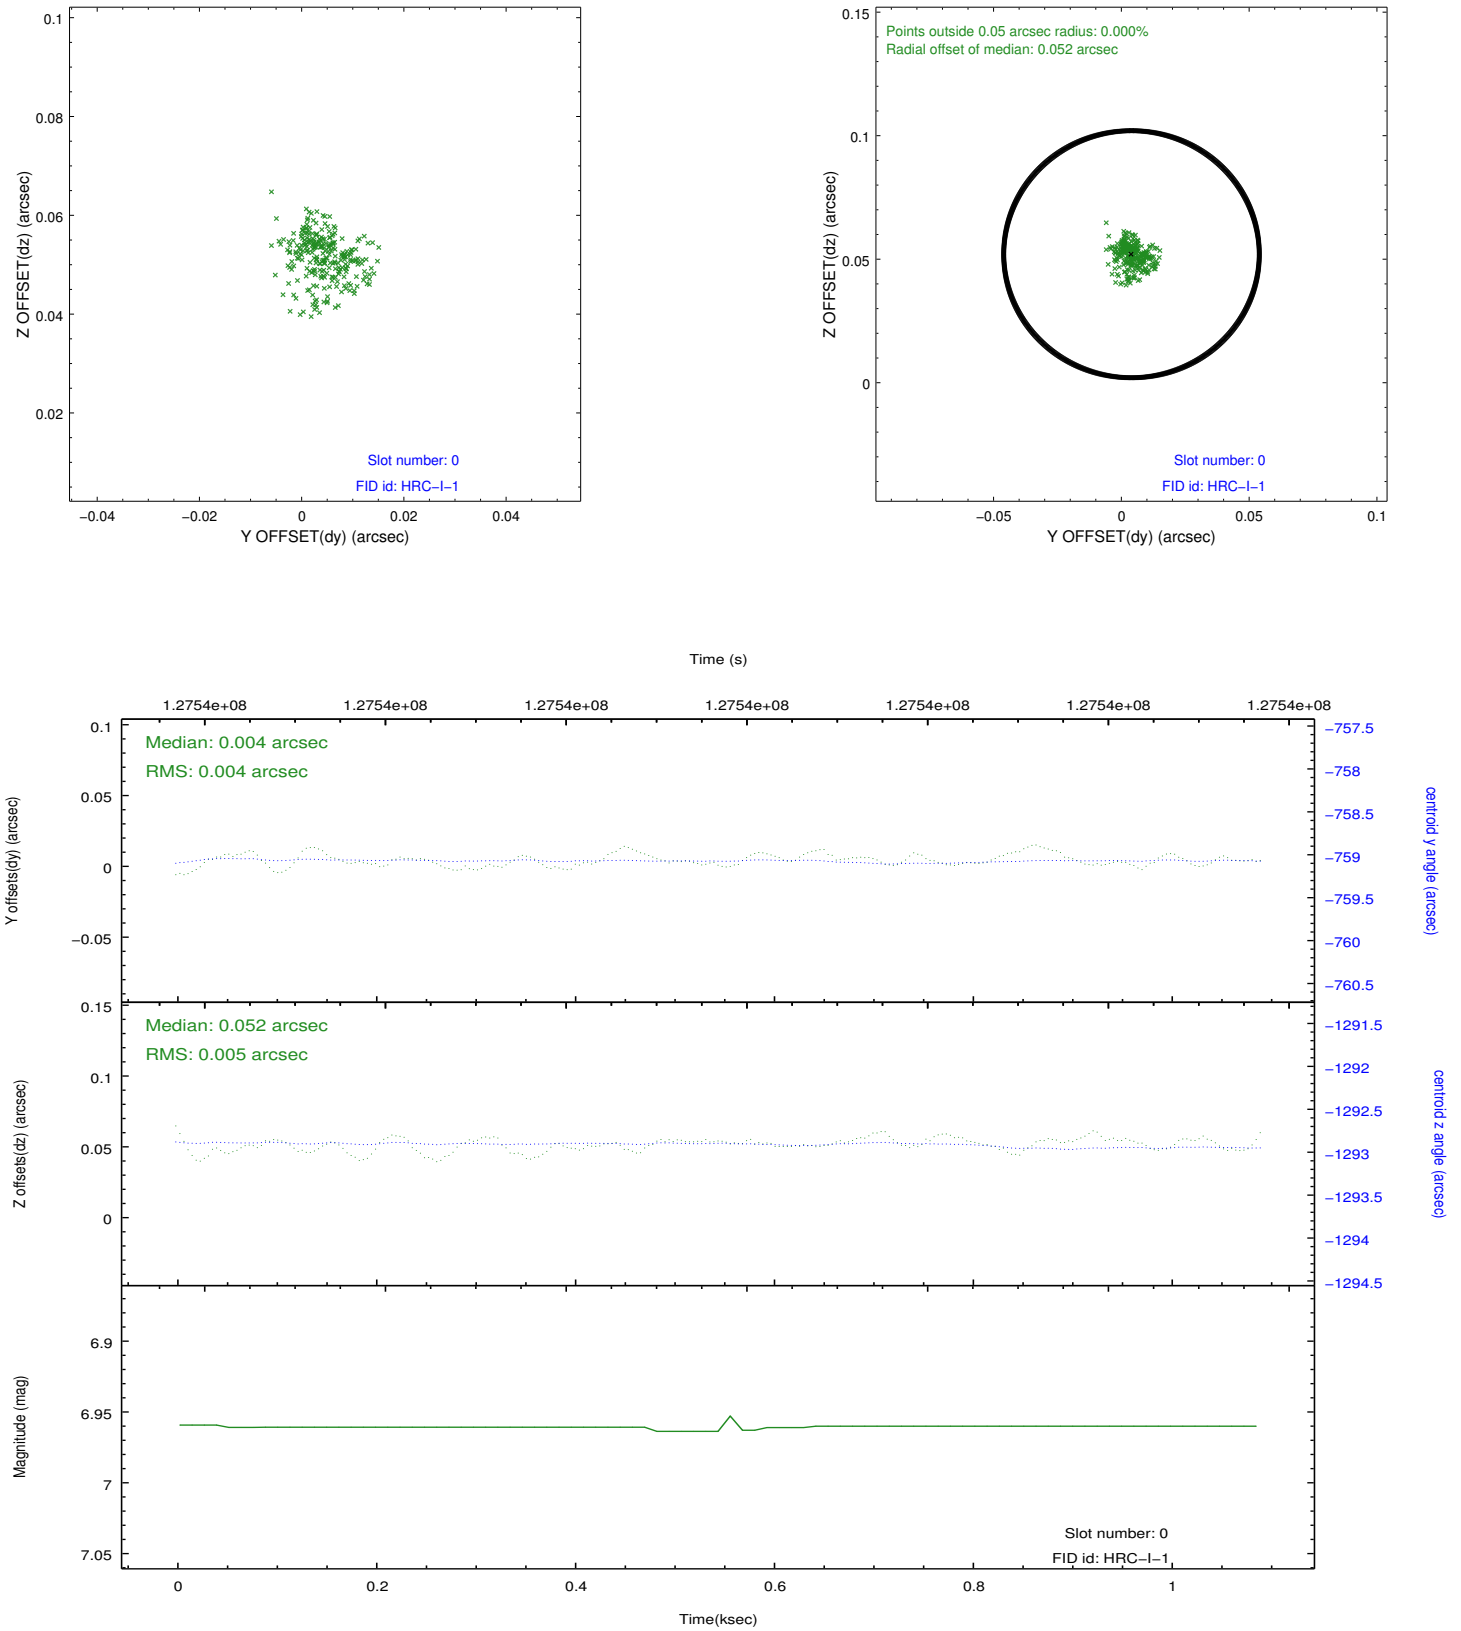 0.1
0.08
0.06
0.04
0.02
Z OFFSET(dz) (arcsec)
Slot number: 0
FID id: HRC−I−1
−0.04 −0.02 0 0.02 0.04
Y OFFSET(dy) (arcsec)
0.15
0.1
0.05
0
Z OFFSET(dz) (arcsec)
Points outside 0.05 arcsec radius: 0.000%
Radial offset of median: 0.052 arcsec
Slot number: 0
FID id: HRC−I−1
−0.05 0 0.05 0.1
Y OFFSET(dy) (arcsec)
Time (s)
1.2754e+08 1.2754e+08 1.2754e+08 1.2754e+08 1.2754e+08 1.2754e+08 1.2754e+08
0.1
0.05
0
−0.05
Y offsets(dy) (arcsec)
Median: 0.004 arcsec
RMS: 0.004 arcsec
−757.5
−758
−758.5
−759
−759.5
−760
−760.5
centroid y angle (arcsec)
0.15
0.1
0.05
0
Z offsets(dz) (arcsec)
Median: 0.052 arcsec
RMS: 0.005 arcsec
−1291.5
−1292
−1292.5
−1293
−1293.5
−1294
−1294.5
centroid z angle (arcsec)
6.9
6.95
7
7.05
Magnitude (mag)
Slot number: 0
FID id: HRC−I−1
0 0.2 0.4 0.6 0.8 1
Time(ksec)